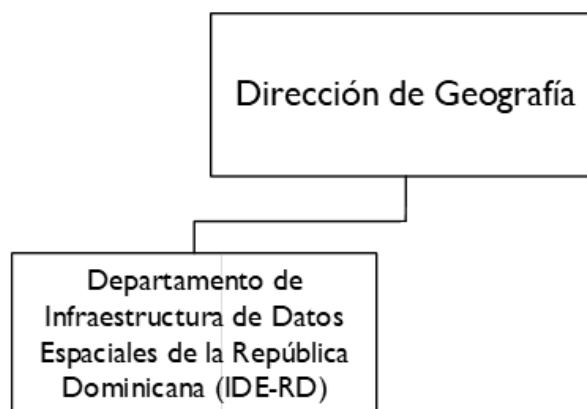 Dirección de Geografía
Departamento de
Infraestructura de Datos
Espaciales de la República
Dominicana (IDE-RD)